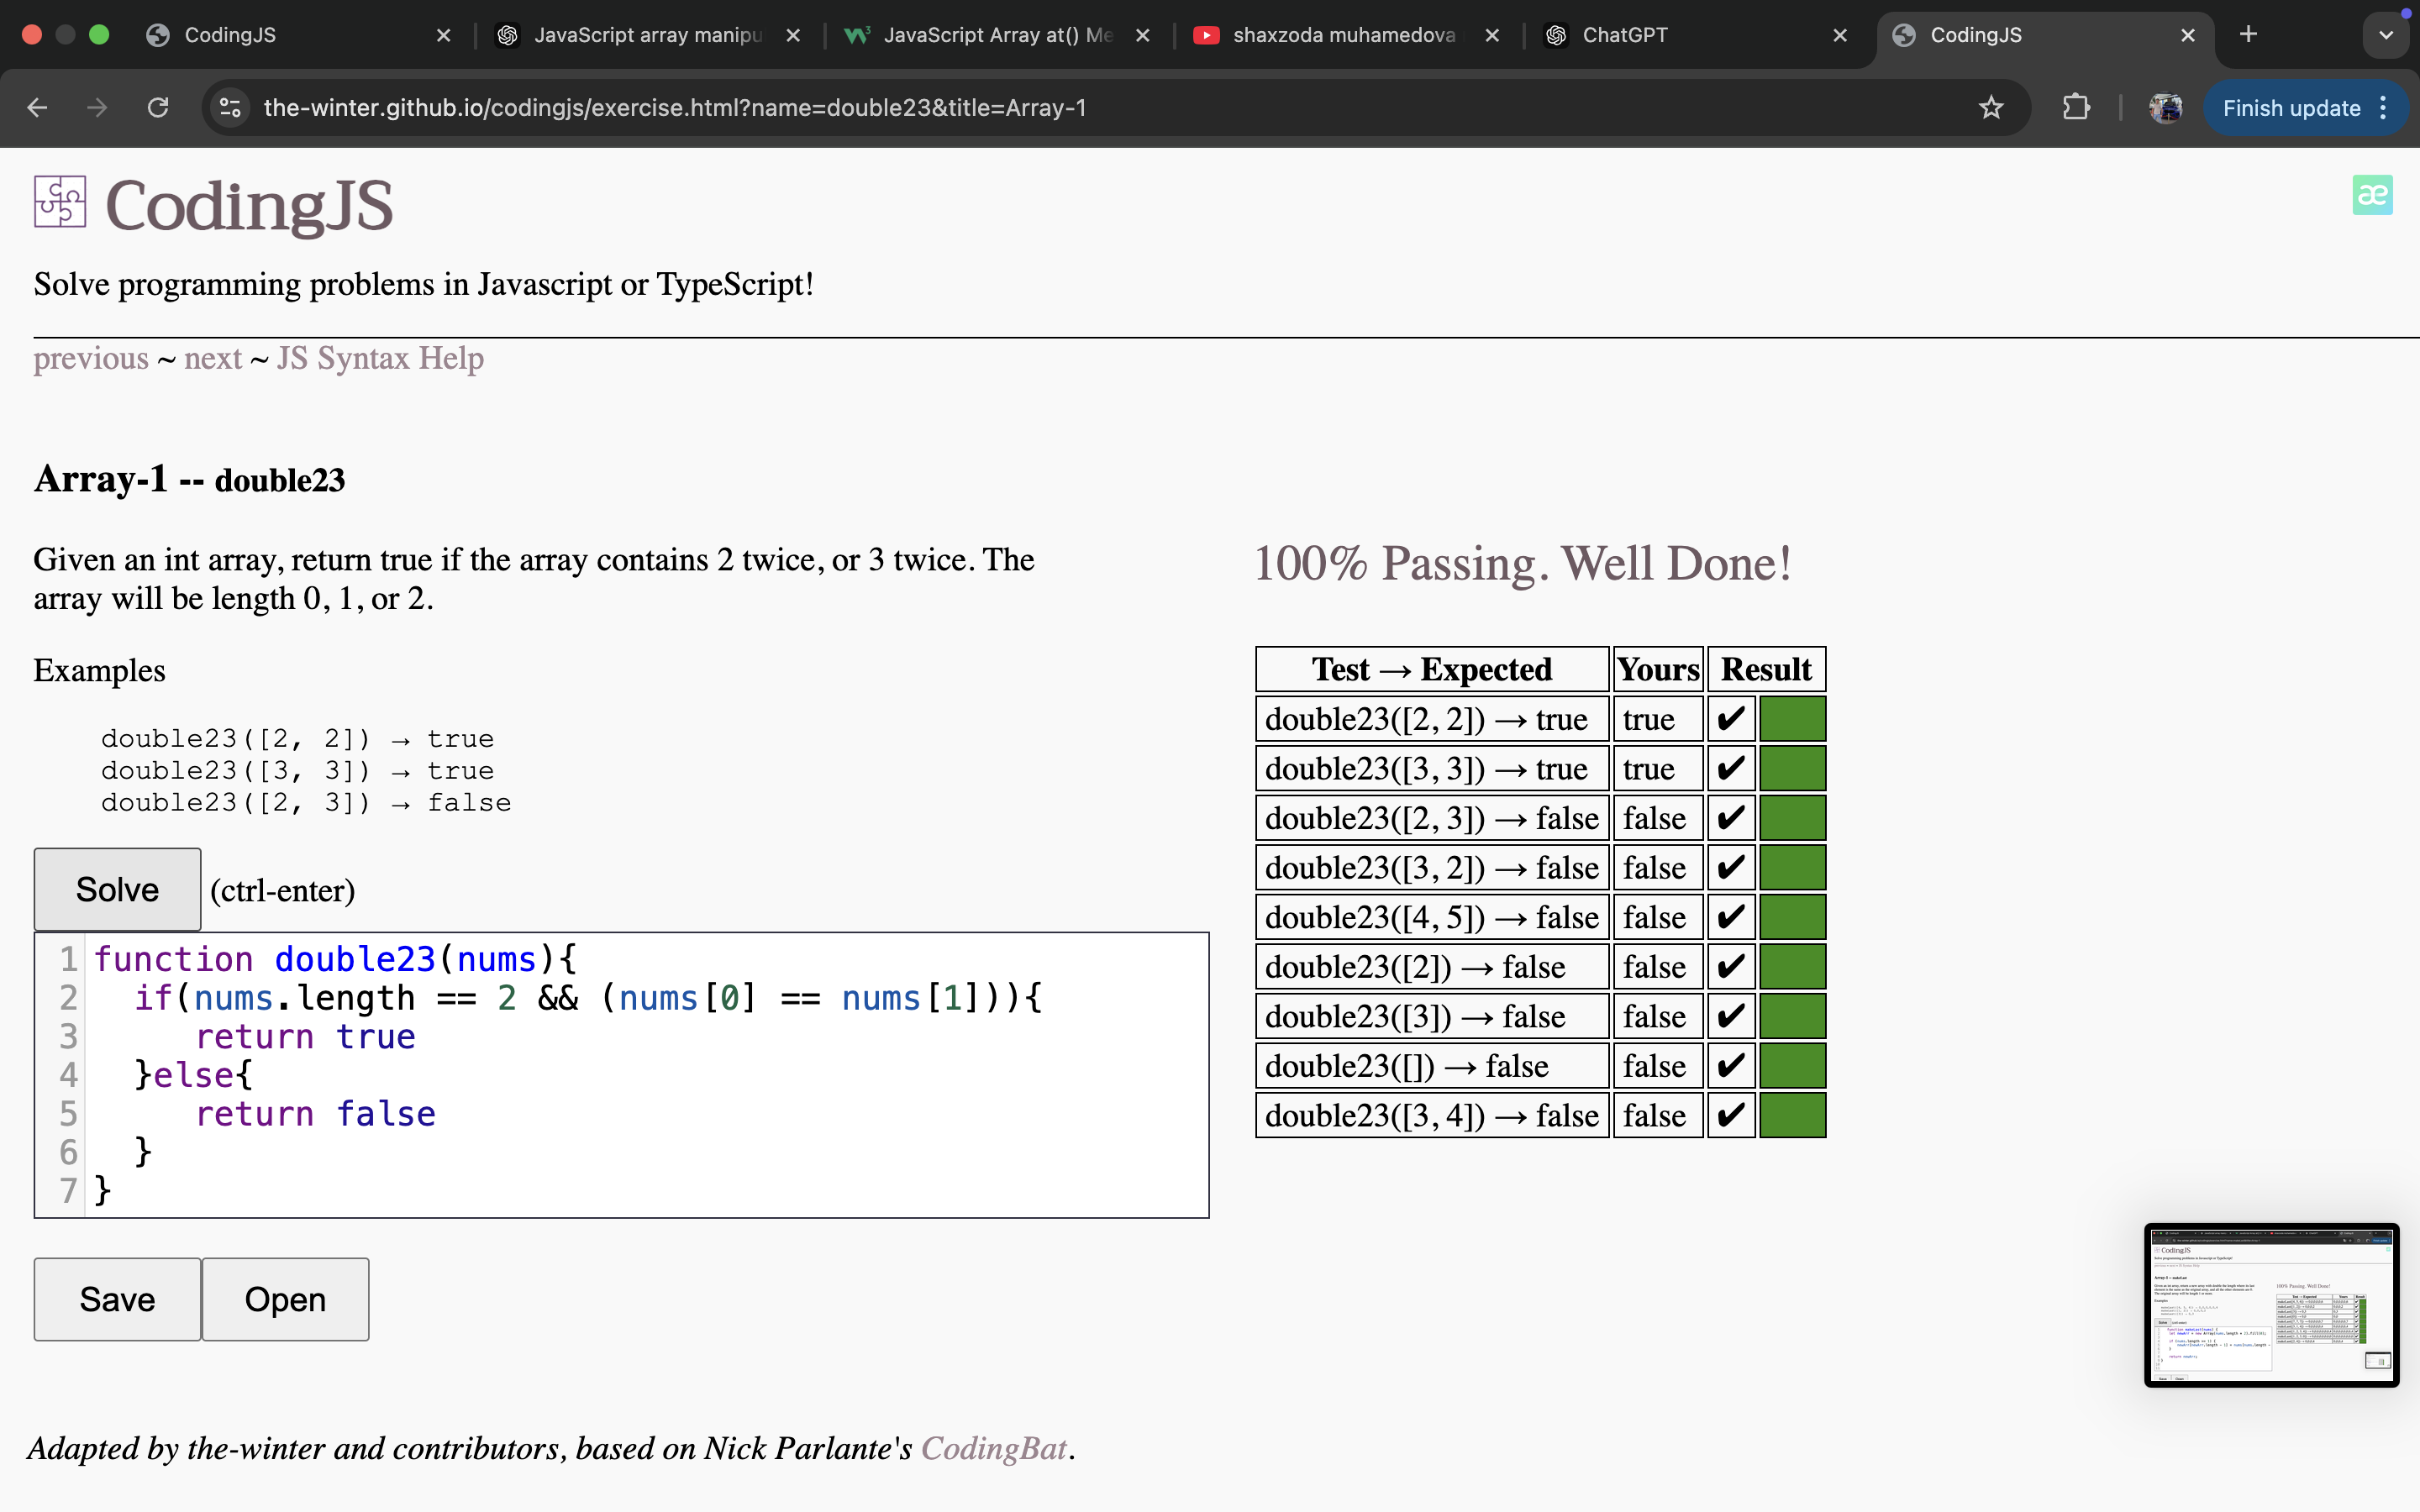 CodingJS
JavaScript array manipu
JavaScript Array at() Me
shaxzoda muhamedova
ChatGPT
CodingJS
the-winter.github.io/codingjs/exercise.html?name=double23&title=Array-1
Finish update
CodingJS
æ
Solve programming problems in Javascript or TypeScript!
previous ~ next ~ JS Syntax Help
Array-1 -- double23
Given an int array, return true if the array contains 2 twice, or 3 twice. The
array will be length 0, 1, or 2.
Examples
double23([2, 2]) → true
double23([3, 3]) → true
double23([2, 3]) → false
Solve (ctrl-enter)
1 function double23(nums){
2 if(nums.length == 2 && (nums[0] == nums[1])){
3 return true
4 }else{
5 return false
6 }
7 }
Save Open
100% Passing. Well Done!
Test → Expected Yours Result
double23([2, 2]) → true true ✔
double23([3, 3]) → true true ✔
double23([2, 3]) → false false ✔
double23([3, 2]) → false false ✔
double23([4, 5]) → false false ✔
double23([2]) → false false ✔
double23([3]) → false false ✔
double23([]) → false false ✔
double23([3, 4]) → false false ✔
CodingJS
Adapted by the-winter and contributors, based on Nick Parlante's CodingBat.